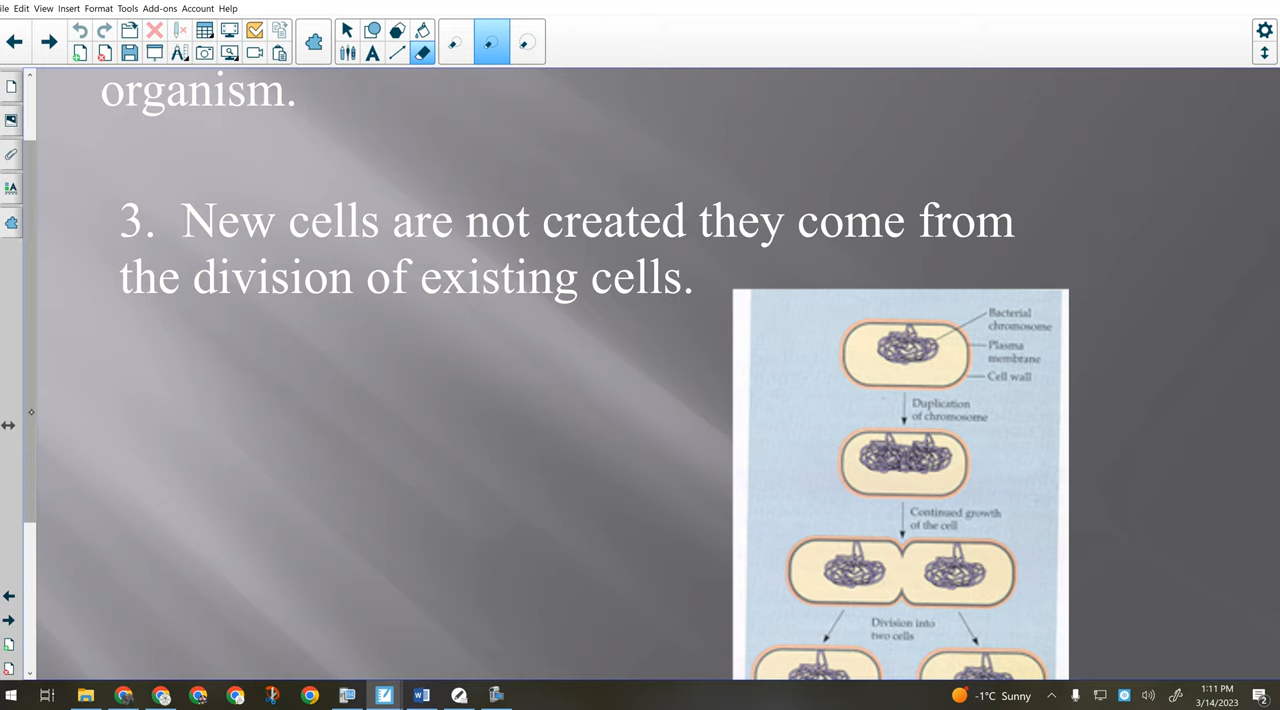 ile Edit View Insert Format Tools Add-ons Account Help
organism.
3. New cells are not created they come from
the division of existing cells.
Bacterial
chromosome
Plasma
membrane
Cell wall
Duplication
of chromosome
Continued growth
of the cell
Division into
two cells
-1°C Sunny
1:11 PM
3/14/2023
2